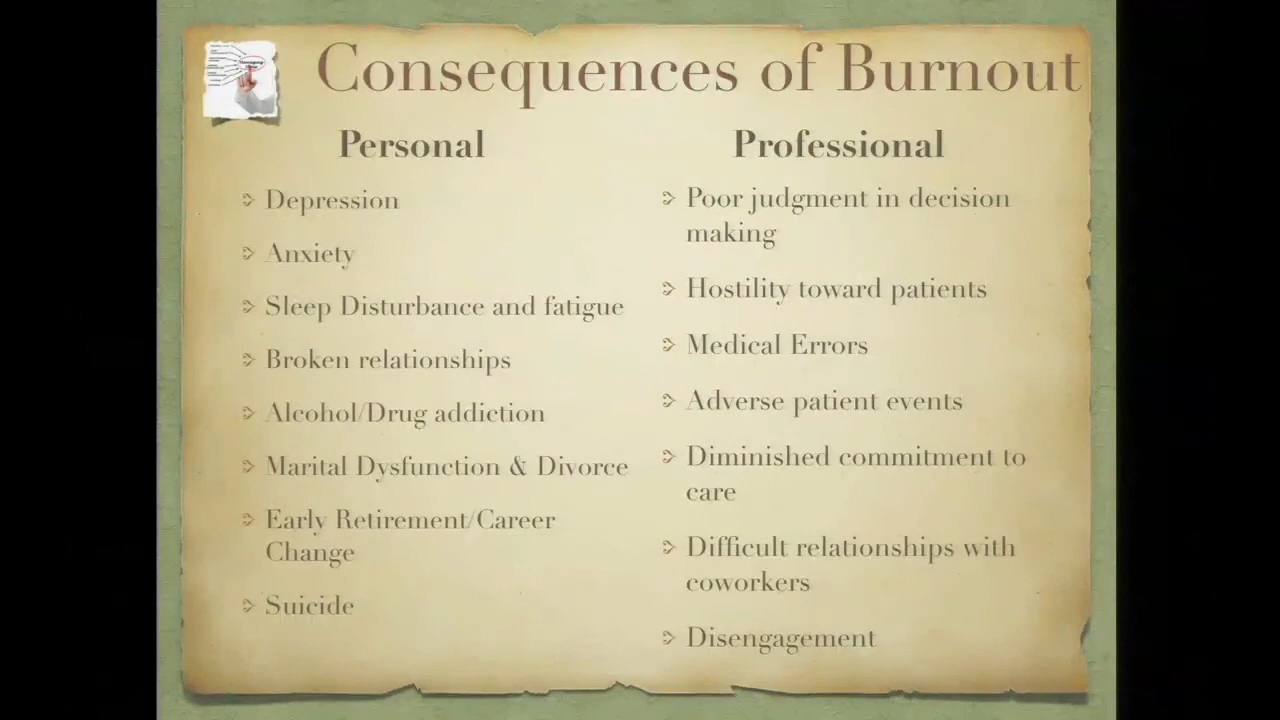 Consequences of Burnout
Personal
Depression
Anxiety
Sleep Disturbance and fatigue
Broken relationships
Alcohol/Drug addiction
Marital Dysfunction & Divorce
Early Retirement/Career
Change
Suicide
Professional
Poor judgment in decision
making
Hostility toward patients
Medical Errors
Adverse patient events
Diminished commitment to
care
Difficult relationships with
coworkers
Disengagement